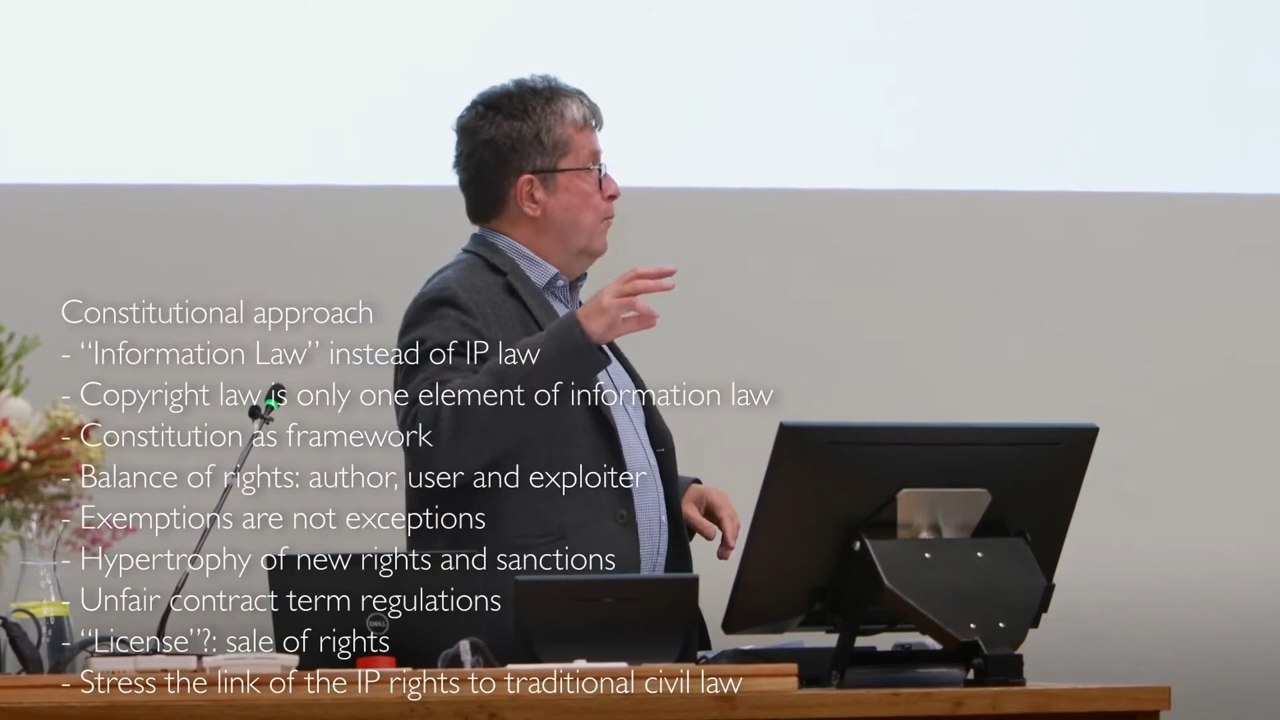 Constitutional approach
- “Information Law” instead of IP law
- Copyright law is only one element of information law
- Constitution as framework
- Balance of rights: author, user and exploiter
- Exemptions are not exceptions
- Hypertrophy of new rights and sanctions
- Unfair contract term regulations
DELL
- “License”?: sale of rights
- Stress the link of the IP rights to traditional civil law